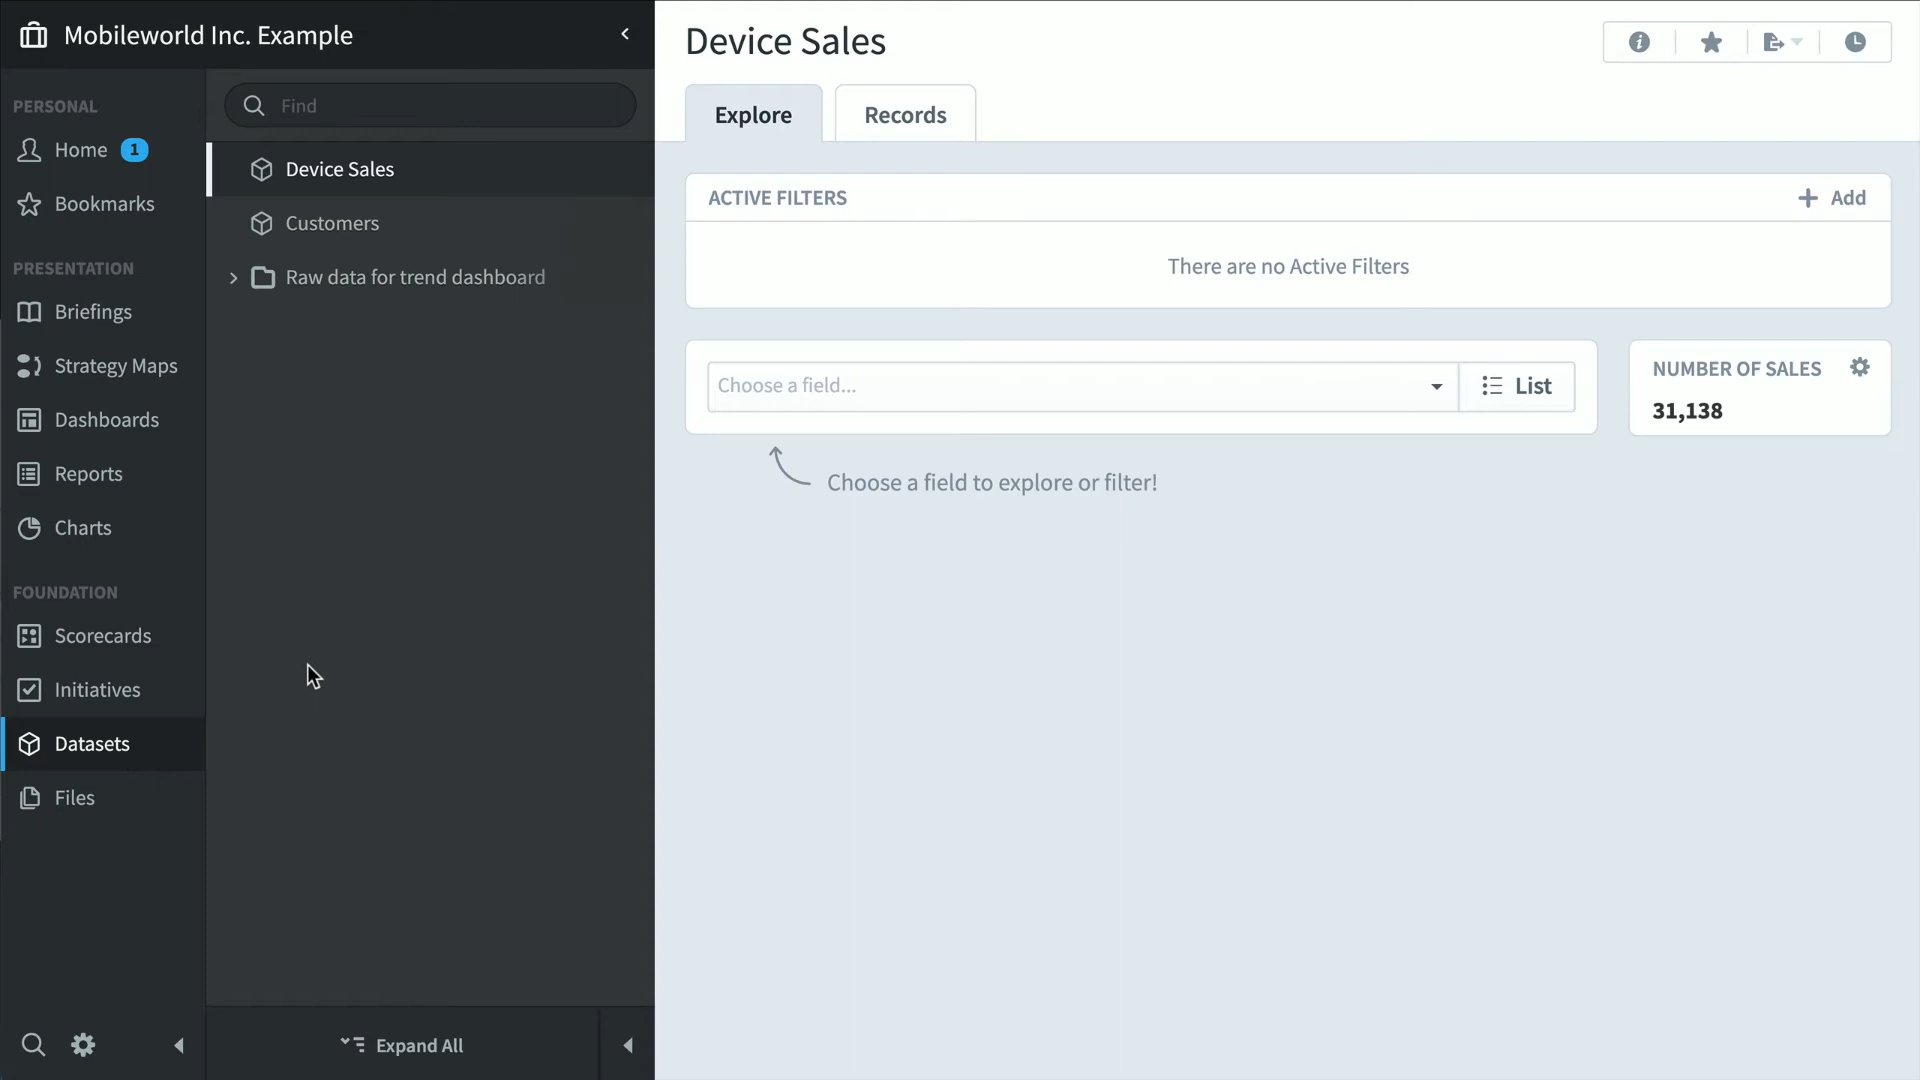 Mobileworld Inc. Example
PERSONAL
Home 1
Bookmarks
PRESENTATION
Briefings
Strategy Maps
Dashboards
Reports
Charts
FOUNDATION
Scorecards
Initiatives
Datasets
Files
Find
Device Sales
Customers
Raw data for trend dashboard
Expand All
Device Sales
Explore
Records
ACTIVE FILTERS
Add
There are no Active Filters
Choose a field...
List
NUMBER OF SALES
31,138
Choose a field to explore or filter!